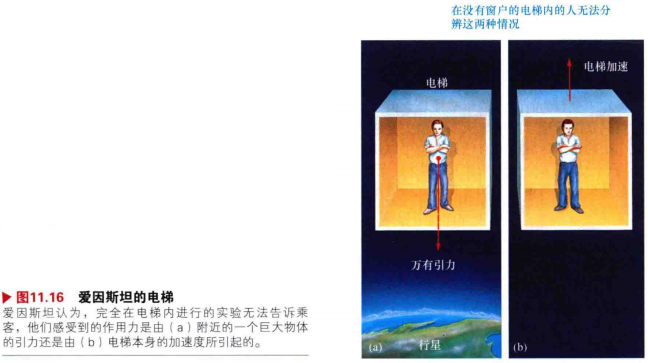 在没有窗户的电梯内的人无法分
辨这两种情况
电梯
电梯加速
万有引力
行星
(a)
(b)
▶ 图11.16 爱因斯坦的电梯
爱因斯坦认为，完全在电梯内进行的实验无法告诉乘
客，他们感受到的作用力是由（a）附近的一个巨大物体
的引力还是由（b）电梯本身的加速度所引起的。